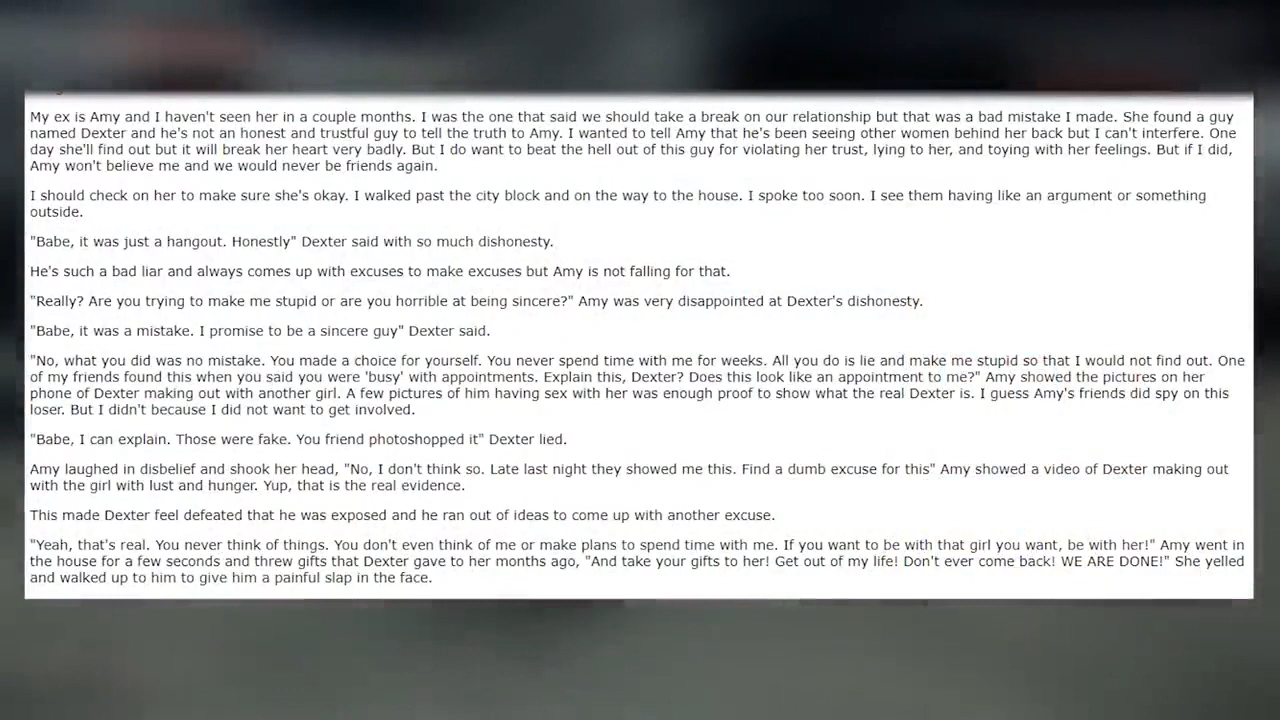 My ex is Amy and I haven't seen her in a couple months. I was the one that said we should take a break on our relationship but that was a bad mistake I made. She found a guy
named Dexter and he's not an honest and trustful guy to tell the truth to Amy. I wanted to tell Amy that he's been seeing other women behind her back but I can't interfere. One
day she'll find out but it will break her heart very badly. But I do want to beat the hell out of this guy for violating her trust, lying to her, and toying with her feelings. But if I did,
Amy won't believe me and we would never be friends again.
I should check on her to make sure she's okay. I walked past the city block and on the way to the house. I spoke too soon. I see them having like an argument or something
outside.
"Babe, it was just a hangout. Honestly" Dexter said with so much dishonesty.
He's such a bad liar and always comes up with excuses to make excuses but Amy is not falling for that.
"Really? Are you trying to make me stupid or are you horrible at being sincere?" Amy was very disappointed at Dexter's dishonesty.
"Babe, it was a mistake. I promise to be a sincere guy" Dexter said.
"No, what you did was no mistake. You made a choice for yourself. You never spend time with me for weeks. All you do is lie and make me stupid so that I would not find out. One
of my friends found this when you said you were 'busy' with appointments. Explain this, Dexter? Does this look like an appointment to me?" Amy showed the pictures on her
phone of Dexter making out with another girl. A few pictures of him having sex with her was enough proof to show what the real Dexter is. I guess Amy's friends did spy on this
loser. But I didn't because I did not want to get involved.
"Babe, I can explain. Those were fake. You friend photoshopped it" Dexter lied.
Amy laughed in disbelief and shook her head, "No, I don't think so. Late last night they showed me this. Find a dumb excuse for this" Amy showed a video of Dexter making out
with the girl with lust and hunger. Yup, that is the real evidence.
This made Dexter feel defeated that he was exposed and he ran out of ideas to come up with another excuse.
"Yeah, that's real. You never think of things. You don't even think of me or make plans to spend time with me. If you want to be with that girl you want, be with her!" Amy went in
the house for a few seconds and threw gifts that Dexter gave to her months ago, "And take your gifts to her! Get out of my life! Don't ever come back! WE ARE DONE!" She yelled
and walked up to him to give him a painful slap in the face.